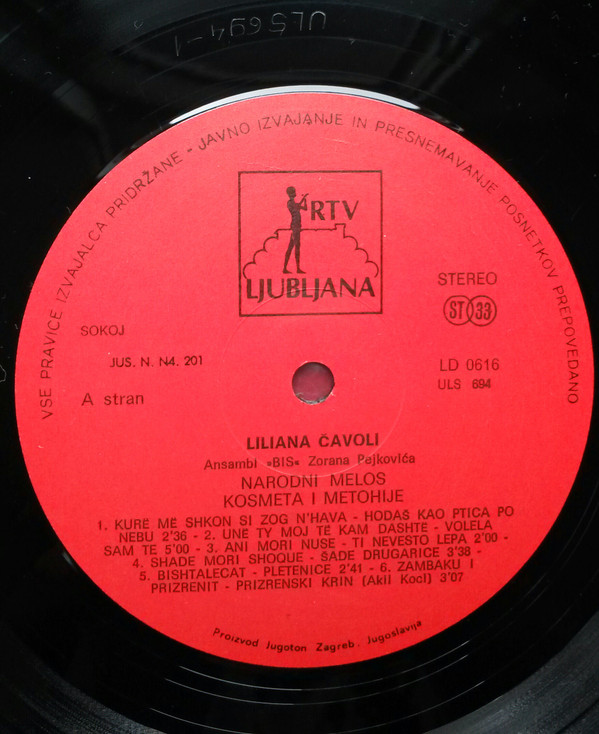 ULS 694-1
VSE PRAVICE IZVAJALCA PRIDRŽANE - JAVNO IZVAJANJE IN PRESNEMAVANJE POSNETKOV PREPOVEDANO
RTV
LJUBLJANA
STEREO
ST 33
SOKOJ
JUS. N. N4. 201
LD 0616
ULS 694
A stran
LILIANA ČAVOLI
Ansambl »BIS« Zorana Pejkovića
NARODNI MELOS
KOSMETA I METOHIJE
1. KURË MË SHKON SI ZOG N'HAVA - HODAŠ KAO PTICA PO
NEBU 2'36 - 2. UNË TY MOJ TË KAM DASHTË - VOLELA
SAM TE 5'00 - 3. ANI MORI NUSE - TI NEVESTO LEPA 2'00 -
4. SHADE MORI SHOQUE - ŠADE DRUGARICE 3'38 -
5. BISHTALECAT - PLETENICE 2'41 - 6. ZAMBAKU I
PRIZRENIT - PRIZRENSKI KRIN (Akil Koci) 3'07
Proizvod Jugoton Zagreb. Jugoslavija